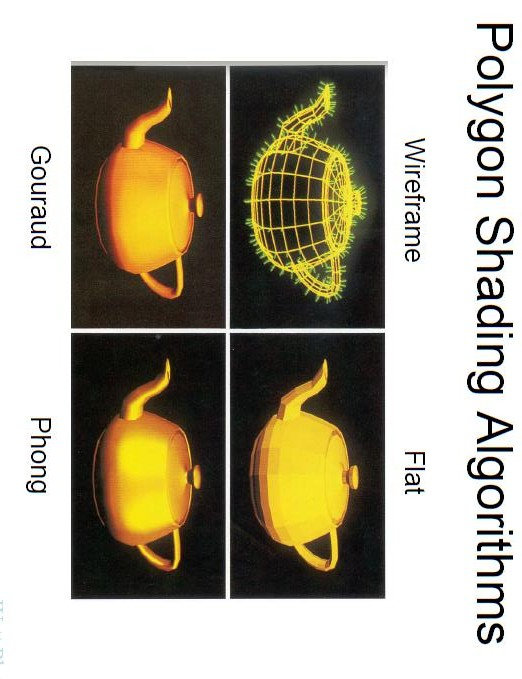 Polygon Shading Algorithms
Wireframe
Flat
Gouraud
Phong